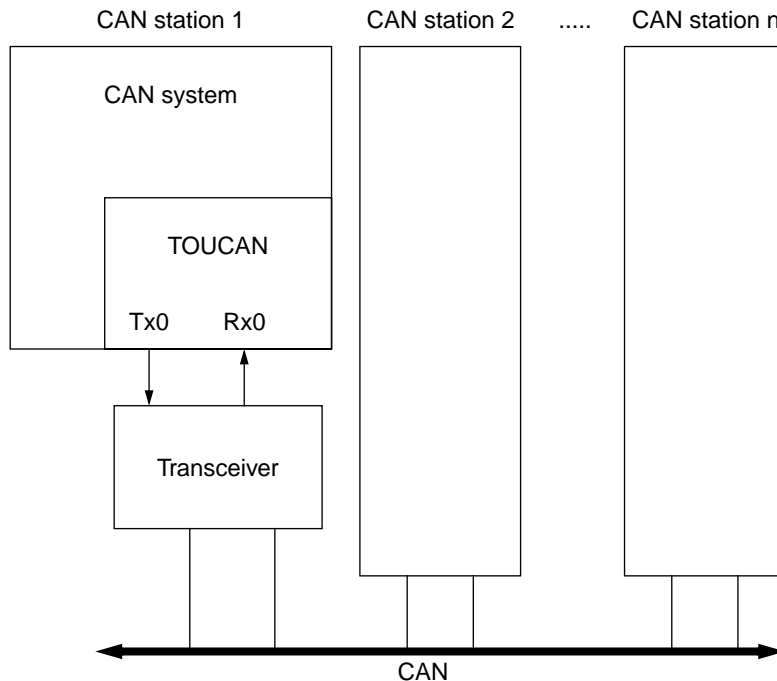 CAN station 1 CAN station 2 ..... CAN station n
CAN system
TOUCAN
Tx0 Rx0
Transceiver
CAN